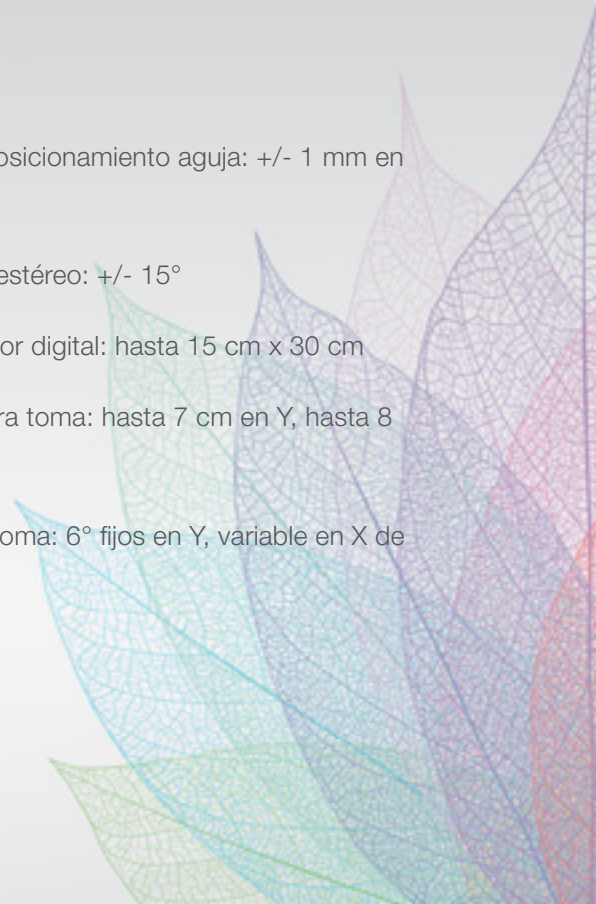 osicionamiento aguja: +/- 1 mm en
estéreo: +/- 15°
or digital: hasta 15 cm x 30 cm
ra toma: hasta 7 cm en Y, hasta 8
oma: 6° fijos en Y, variable en X de